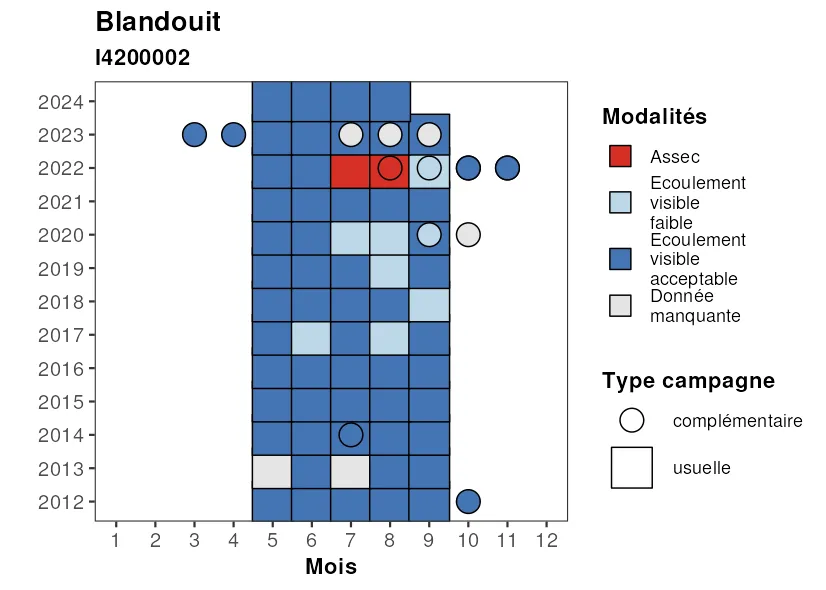 Blandouit
I4200002
2024
2023
2022
2021
2020
2019
2018
2017
2016
2015
2014
2013
2012
1 2 3 4 5 6 7 8 9 10 11 12
Mois
Modalités
Assec
Ecoulement
visible
faible
Ecoulement
visible
acceptable
Donnée
manquante
Type campagne
complémentaire
usuelle